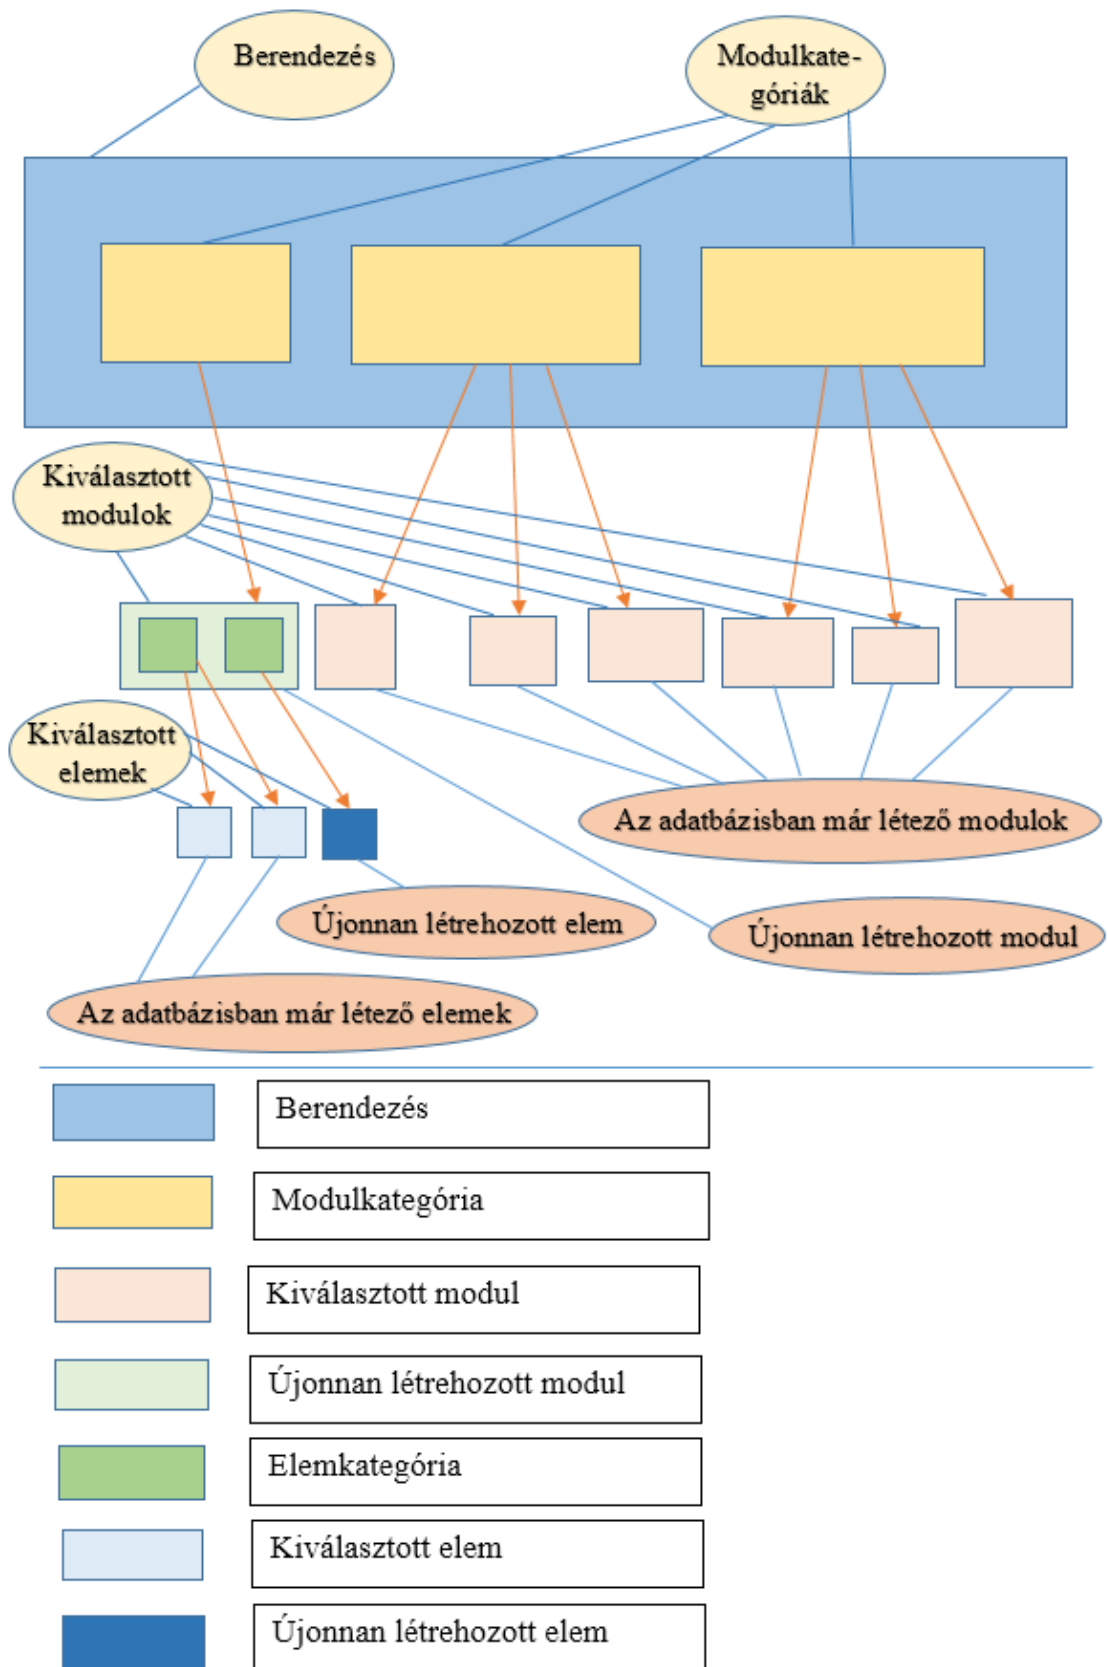 Berendezés
Modulkate-
góriák
Kiválasztott
modulok
Kiválasztott
elemek
Az adatbázisban már létező modulok
Újonnan létrehozott elem
Újonnan létrehozott modul
Az adatbázisban már létező elemek
Berendezés
Modulkategória
Kiválasztott modul
Újonnan létrehozott modul
Elemkategória
Kiválasztott elem
Újonnan létrehozott elem